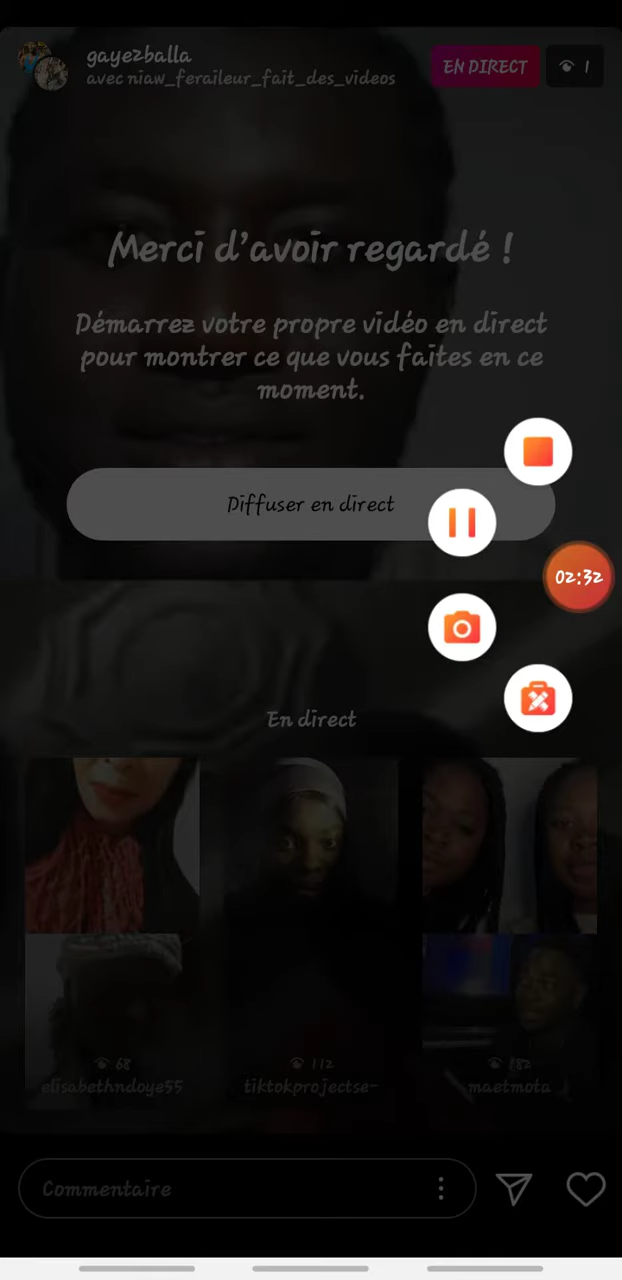 gayezballa
avec niaw_feraileur_fait_des_videos
EN DIRECT
1
Merci d'avoir regardé !
Démarrez votre propre vidéo en direct
pour montrer ce que vous faites en ce
moment.
Diffuser en direct
02:32
En direct
68
elisabethndoye55
112
tiktokprojectse-
182
maetmota
Commentaire